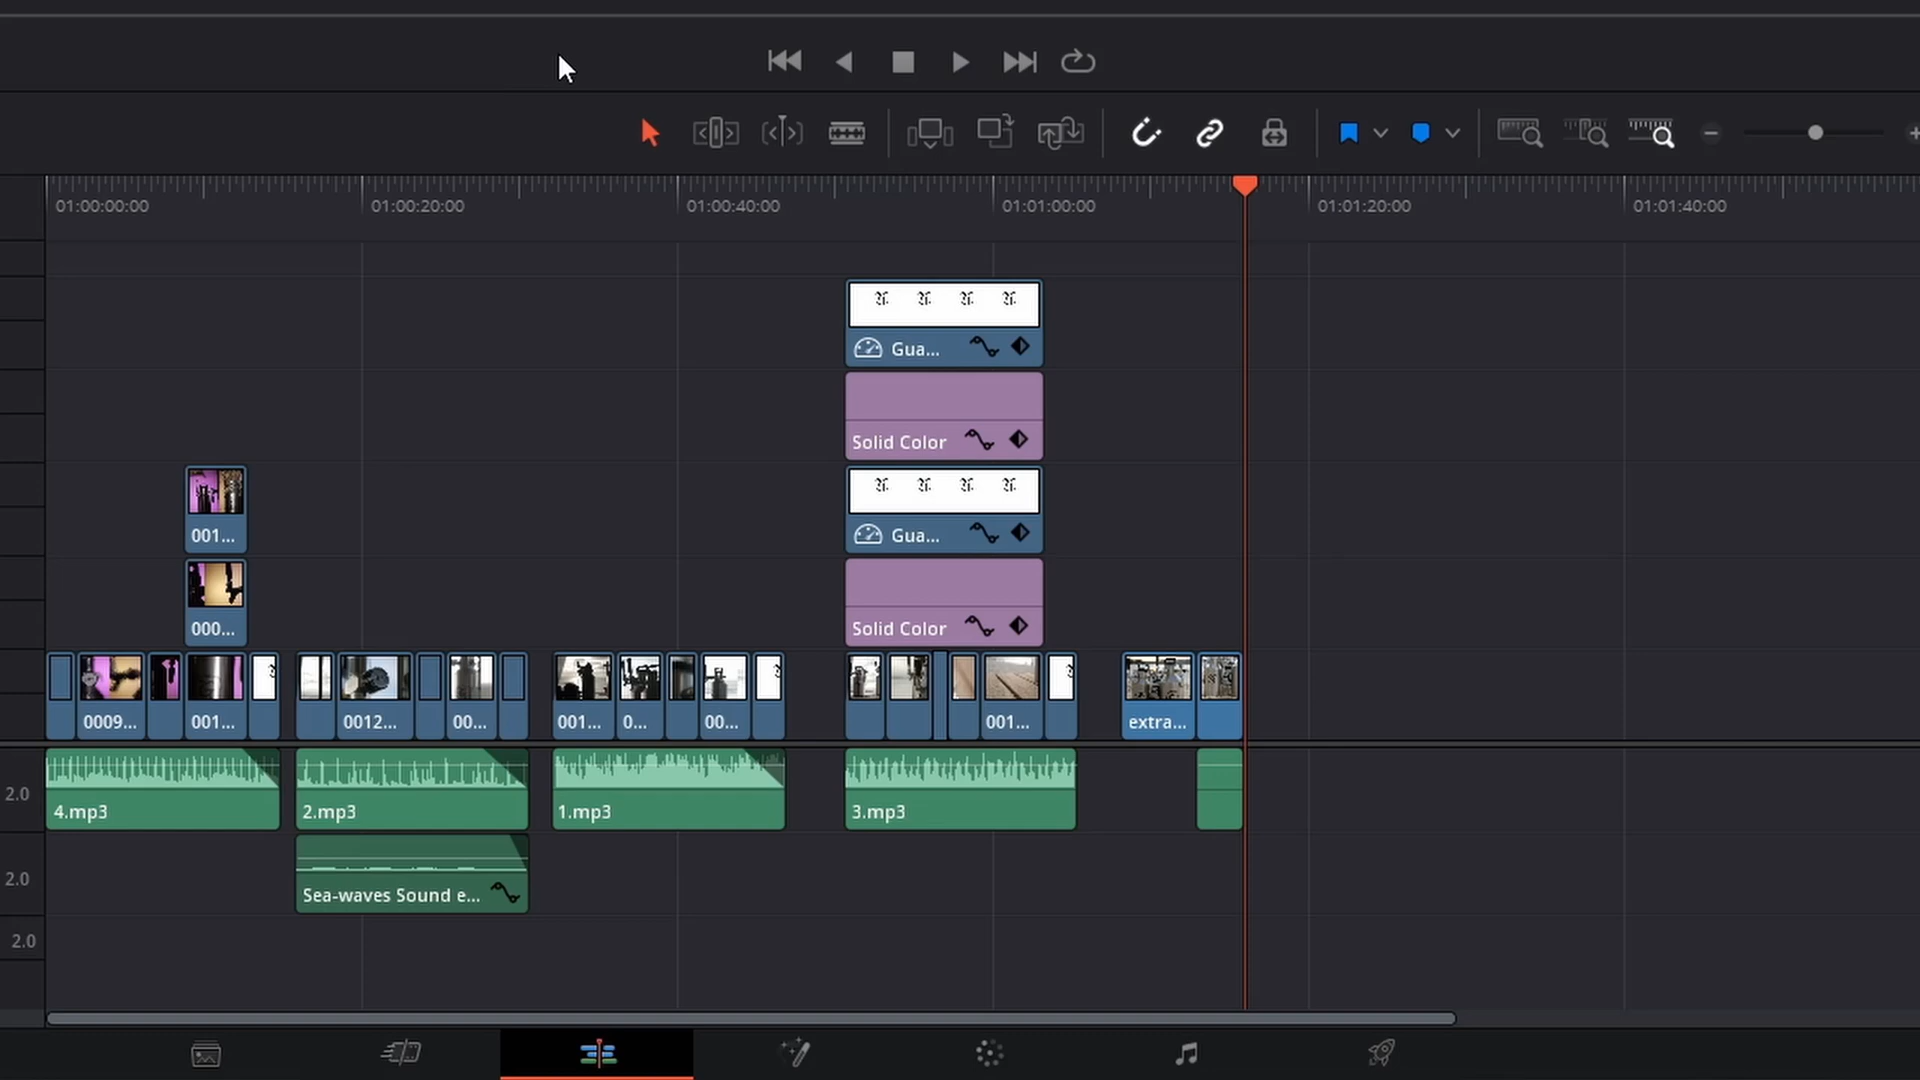 01:00:00:00 01:00:20:00 01:00:40:00 01:01:00:00 01:01:20:00 01:01:40:00
Gua...
Solid Color
001... Gua...
000... Solid Color
0009... 001... 0012... 00... 001... 0... 00... 001... extra...
2.0 4.mp3 2.mp3 1.mp3 3.mp3
2.0 Sea-waves Sound e...
2.0